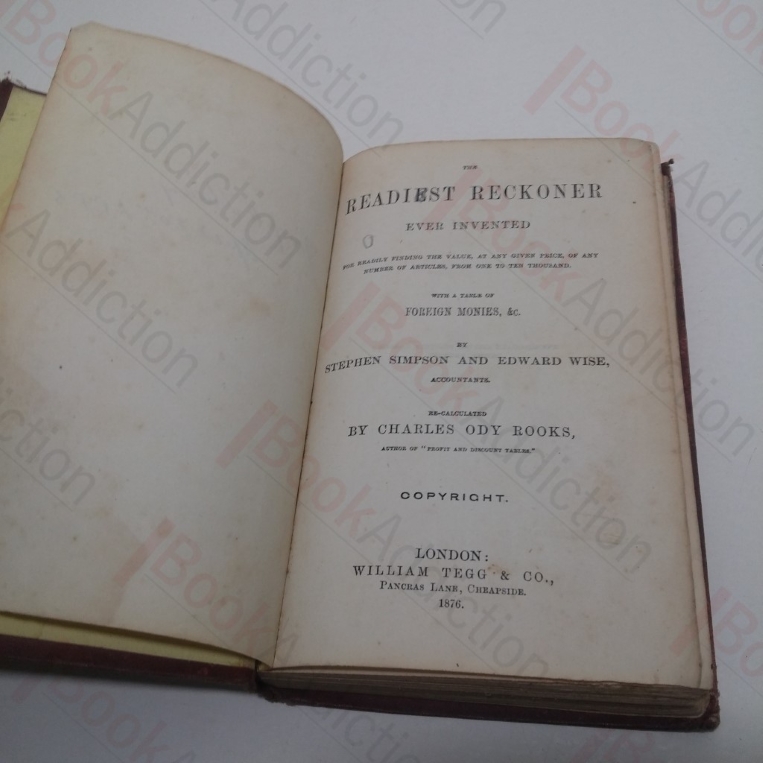 THE
READIEST RECKONER
EVER INVENTED
FOR READILY FINDING THE VALUE, AT ANY GIVEN PRICE, OF ANY
NUMBER OF ARTICLES, FROM ONE TO TEN THOUSAND.
WITH A TABLE OF
FOREIGN MONIES, &c.
BY
STEPHEN SIMPSON AND EDWARD WISE,
ACCOUNTANTS.
RE-CALCULATED
BY CHARLES ODY ROOKS,
AUTHOR OF "PROFIT AND DISCOUNT TABLES."
COPYRIGHT.
LONDON:
WILLIAM TEGG & CO.,
PANCRAS LANE, CHEAPSIDE.
1876.
BookAddiction